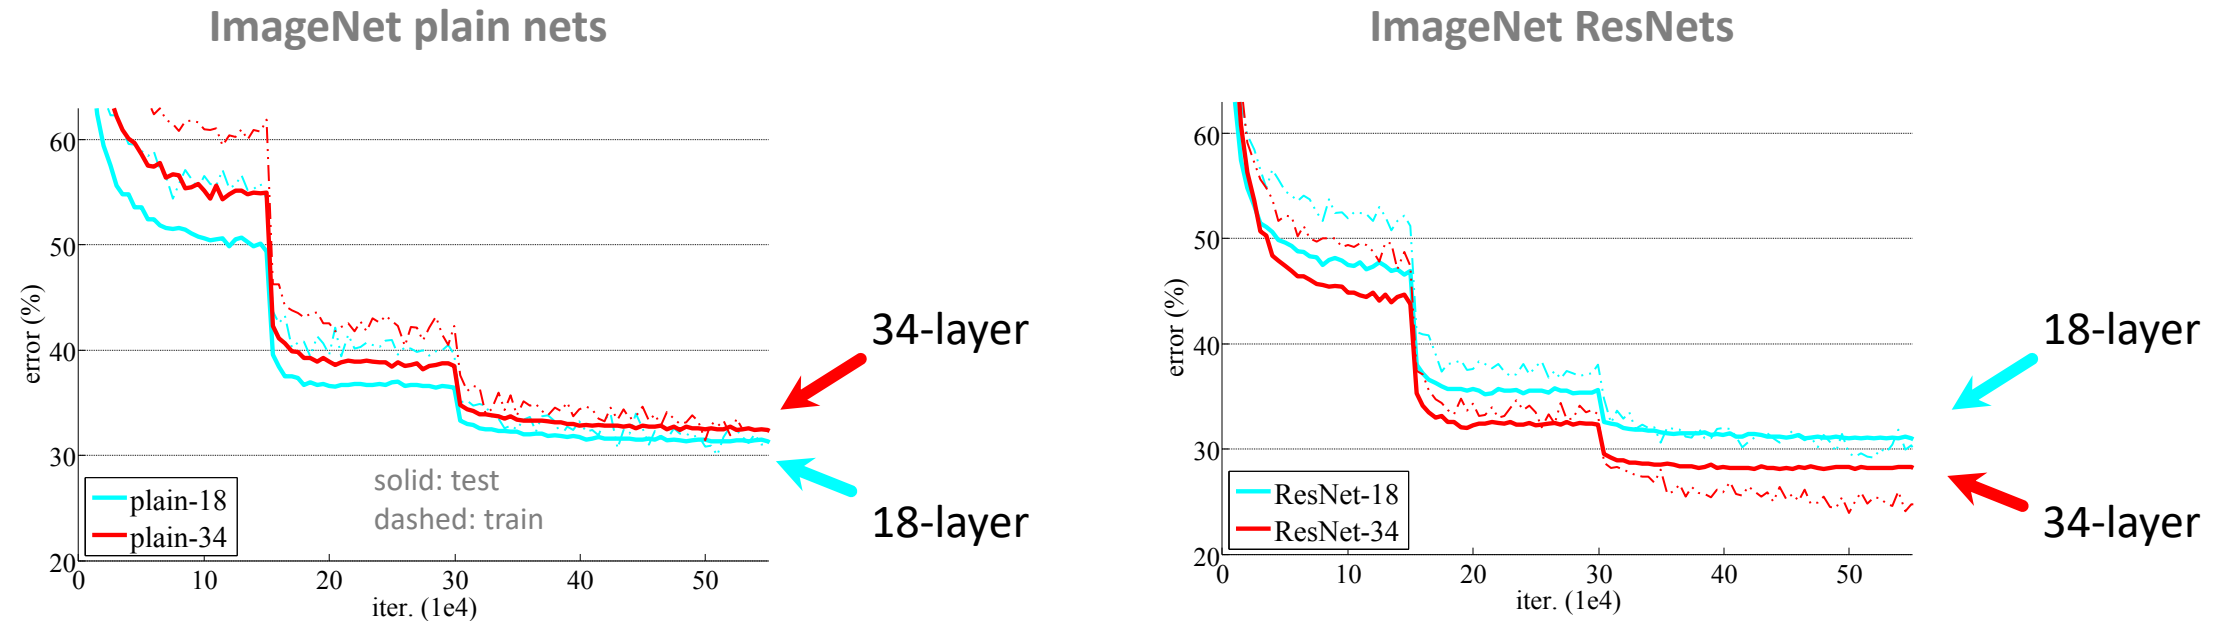 ImageNet plain nets
60
50
40
30
20
error (%)
0
10
20
30
40
50
iter. (1e4)
plain-18
plain-34
solid: test
dashed: train
34-layer
18-layer
ImageNet ResNets
60
50
40
30
20
error (%)
0
10
20
30
40
50
iter. (1e4)
ResNet-18
ResNet-34
18-layer
34-layer